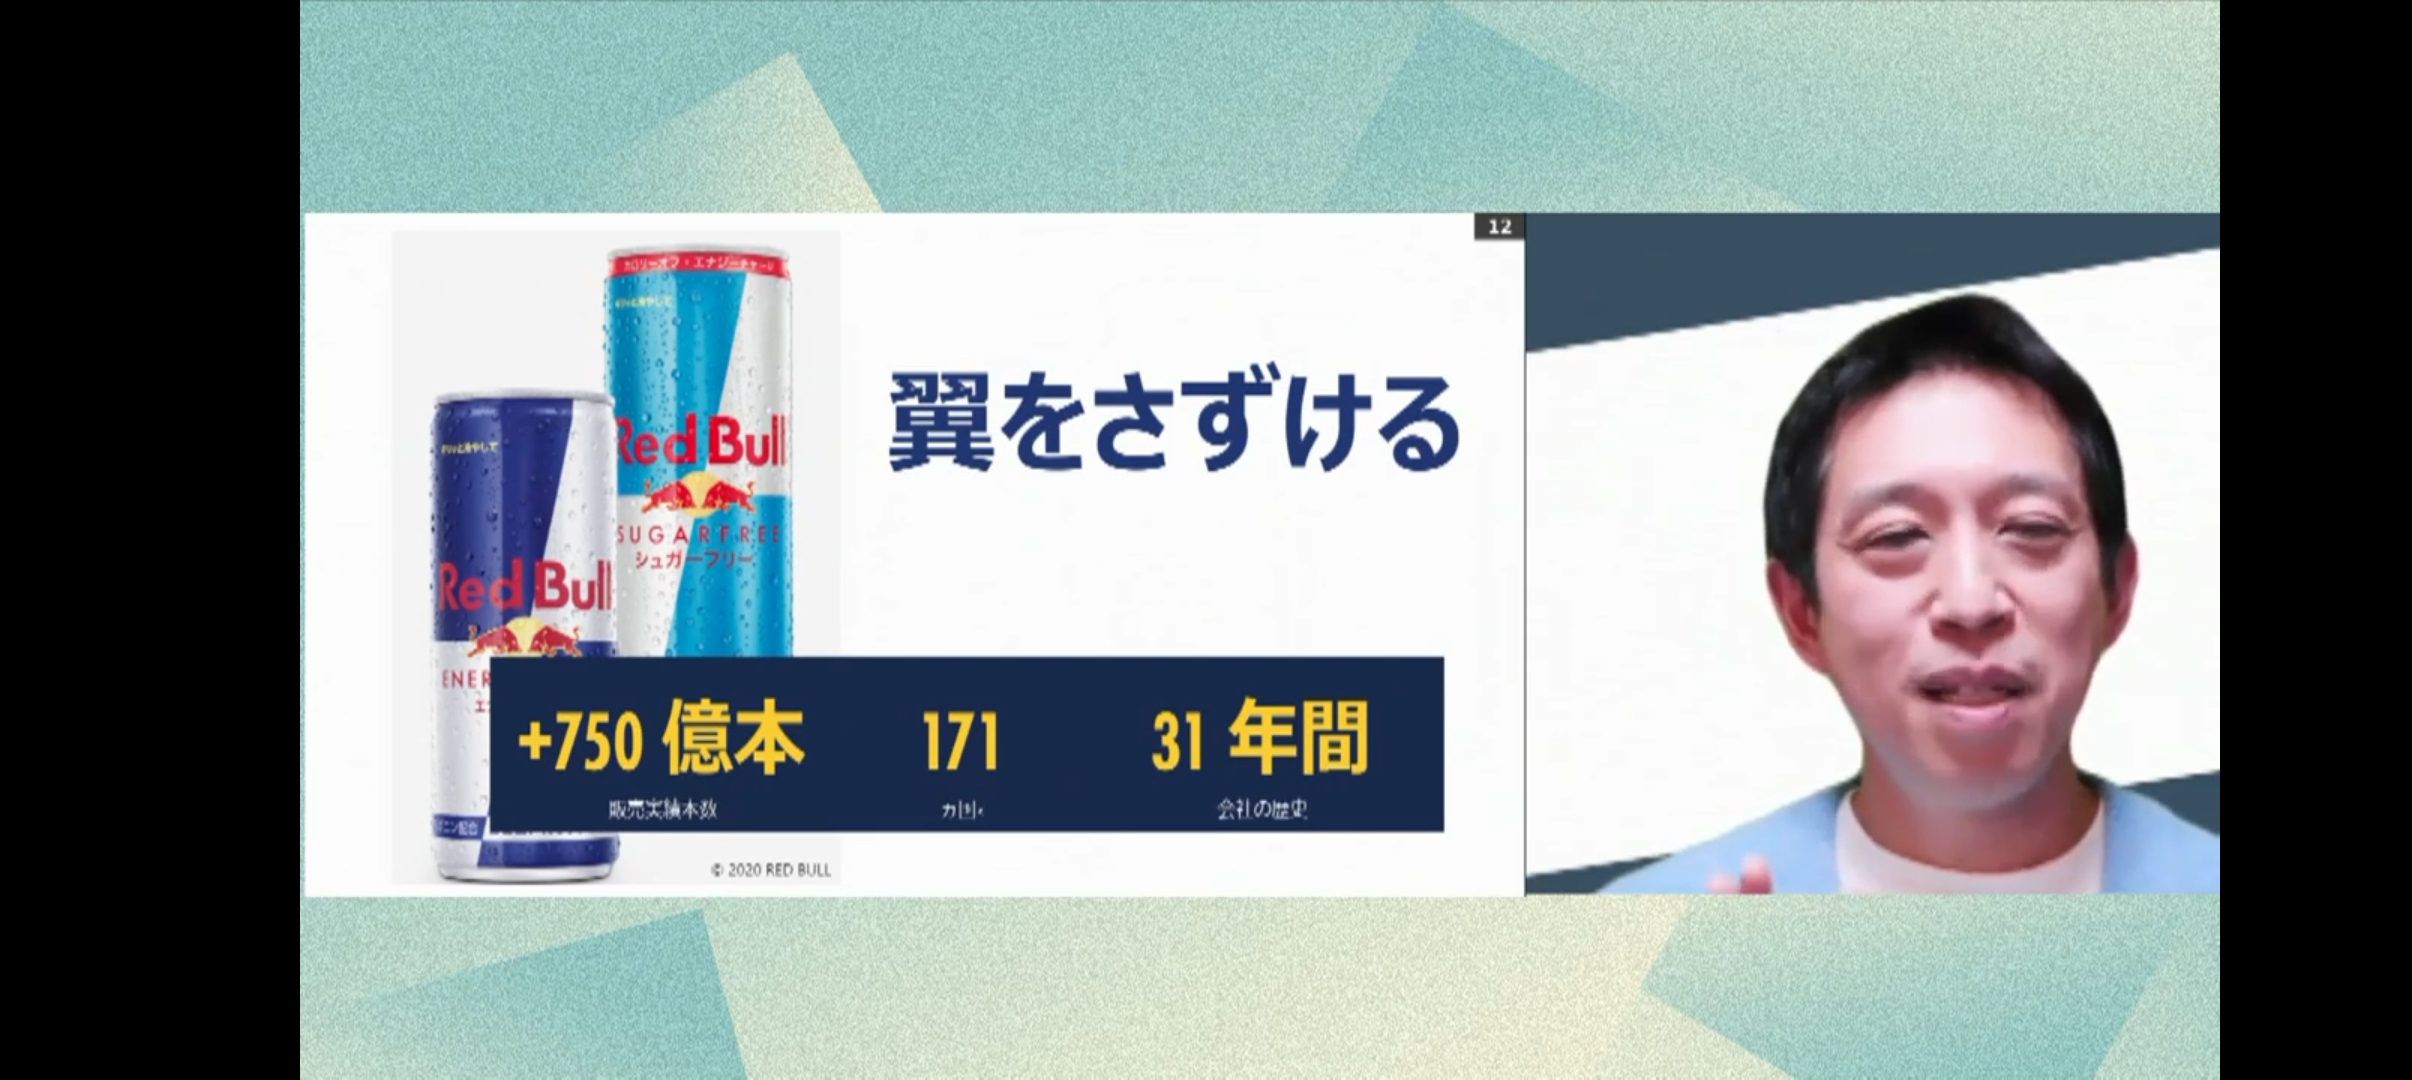 12
カロリーオフ・エナジーチャージ
Red Bull
SUGARFREE
シュガーフリー
翼をさずける
Red Bull
ENER
+750 億本
171
31 年間
販売実績本数
カ国
会社の歴史
© 2020 RED BULL